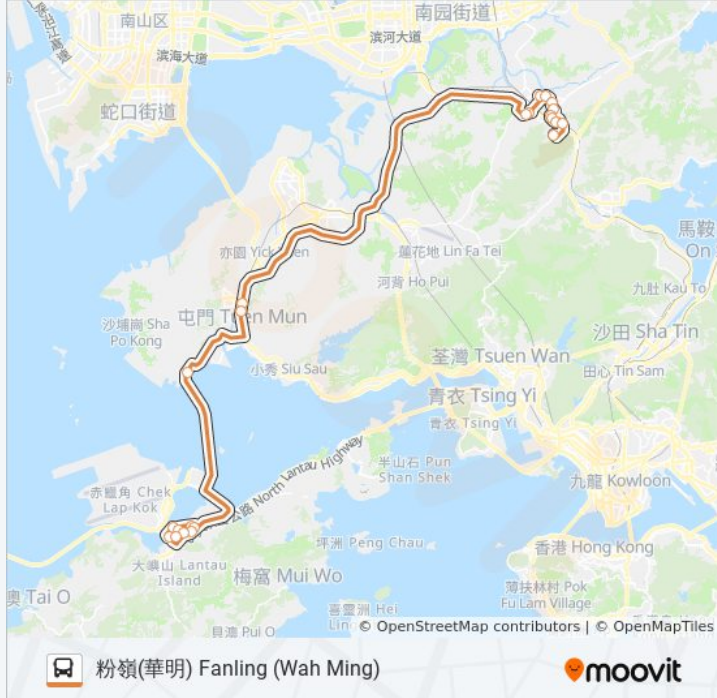 南园街道
南山区
滨河大道
滨海大道
蛇口街道
馬鞍
On
亦園 Yick Yuen
蓮花地 Lin Fa Tei
河背 Ho Pui
九肚 Kau To
屯門 Tuen Mun
沙埔崗 Sha
Po Kong
沙田 Sha Tin
荃灣 Tsuen Wan
小秀 Siu Sau
田心 Tin Sam
青衣 Tsing Yi
青衣 Tsing Yi
公路 North Lantau Highway
半山石 Pun
Shan Shek
九龍 Kowloon
赤鱲角 Chek
Lap Kok
坪洲 Peng Chau
香港 Hong Kong
大嶼山 Lantau
Island
梅窩 Mui Wo
薄扶林村 Pok
Fu Lam Village
澳 Tai O
喜靈洲 Hei
Ling
貝澳 Pui O
© OpenStreetMap contributors | © OpenMapTiles
粉嶺(華明) Fanling (Wah Ming)
moovit